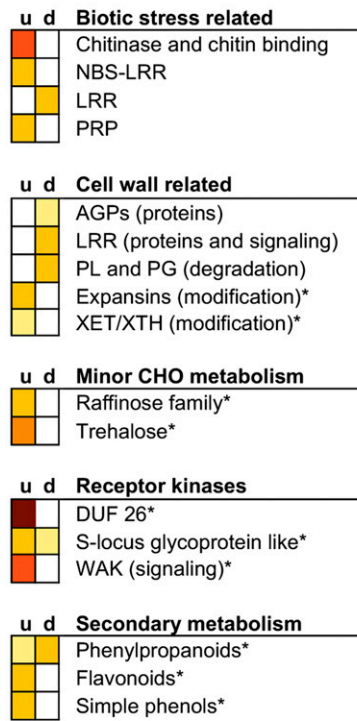 u d Biotic stress related
Chitinase and chitin binding
NBS-LRR
LRR
PRP
u d Cell wall related
AGPs (proteins)
LRR (proteins and signaling)
PL and PG (degradation)
Expansins (modification)*
XET/XTH (modification)*
u d Minor CHO metabolism
Raffinose family*
Trehalose*
u d Receptor kinases
DUF 26*
S-locus glycoprotein like*
WAK (signaling)*
u d Secondary metabolism
Phenylpropanoids*
Flavonoids*
Simple phenols*